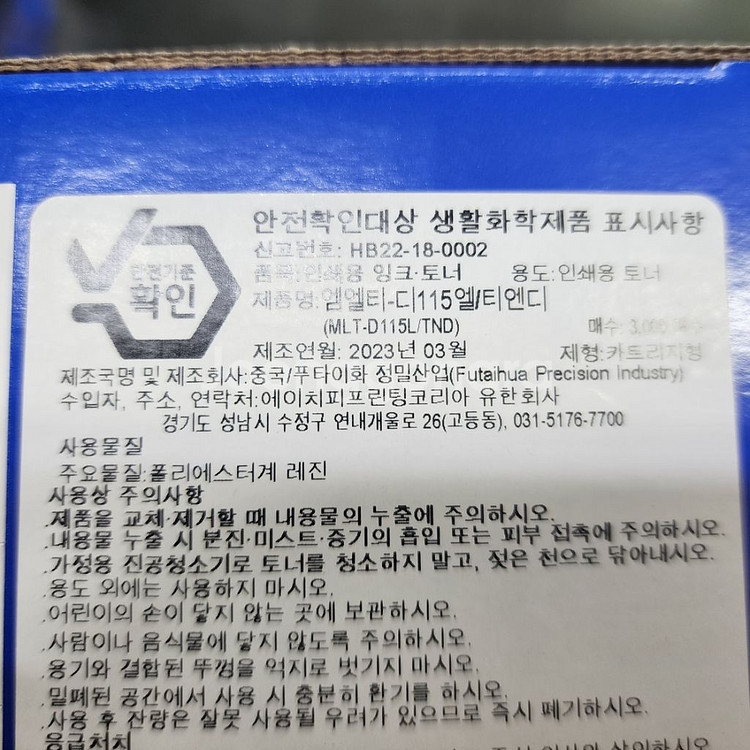 안전확인대상 생활화학제품 표시사항
안전기준
확인
신고번호: HB22-18-0002
품목:인쇄용 잉크·토너 용도:인쇄용 토너
제품명:엠엘티-디115엘/티엔디
(MLT-D115L/TND) 매수: 3,000
제조연월: 2023년 03월 제형:카트리지형
제조국명 및 제조회사:중국/푸타이화 정밀산업(Futaihua Precision Industry)
수입자, 주소, 연락처:에이치피프린팅코리아 유한회사
경기도 성남시 수정구 연내개울로 26(고등동), 031-5176-7700
사용물질
주요물질:폴리에스터계 레진
사용상 주의사항
.제품을 교체·제거할 때 내용물의 누출에 주의하시오.
.내용물 누출 시 분진·미스트·증기의 흡입 또는 피부 접촉에 주의하시오.
.가정용 진공청소기로 토너를 청소하지 말고, 젖은 천으로 닦아내시오.
.용도 외에는 사용하지 마시오.
.어린이의 손이 닿지 않는 곳에 보관하시오.
.사람이나 음식물에 닿지 않도록 주의하시오.
.용기와 결합된 뚜껑을 억지로 벗기지 마시오.
.밀폐된 공간에서 사용 시 충분히 환기를 하시오.
.사용 후 잔량은 잘못 사용될 우려가 있으므로 즉시 폐기하시오.
응급처치